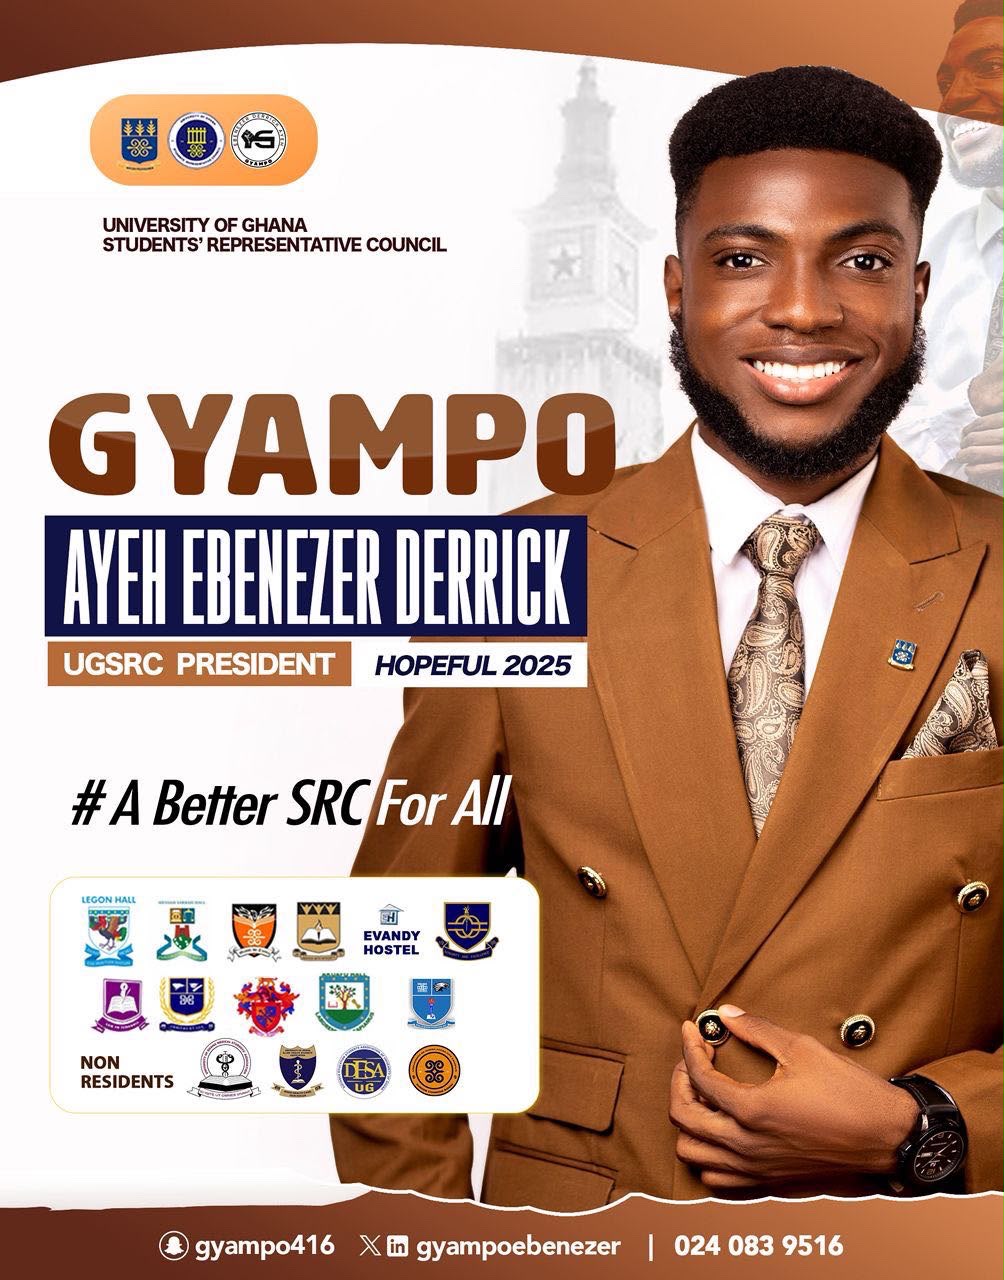 UNIVERSITY OF GHANA
STUDENTS' REPRESENTATIVE COUNCIL
GYAMPO
AYEH EBENEZER DERRICK
UGSRC PRESIDENT
HOPEFUL 2025
# A Better SRC For All
LEGON HALL
EVANDY
HOSTEL
NON
RESIDENTS
DESA
UG
gyampo416
gyampoebenezer | 024 083 9516